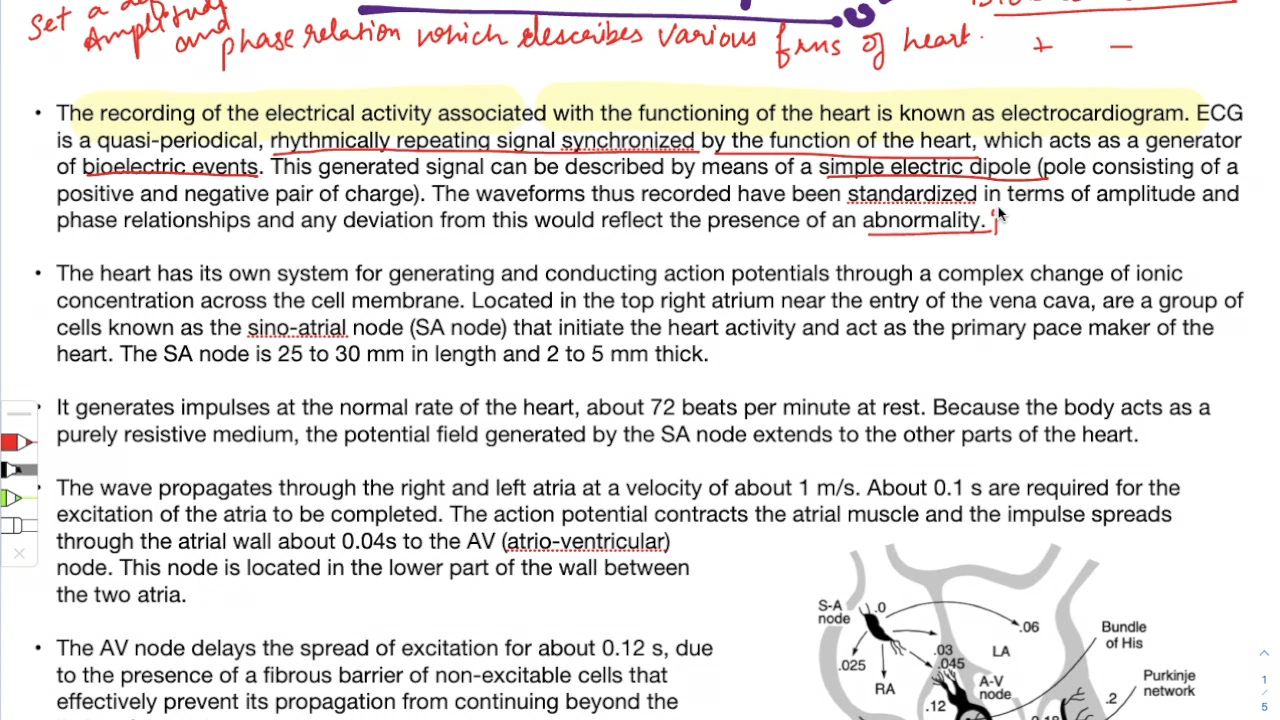 Set a
Amplitude
and phase relation which describes various fxns of heart.
+ −
• The recording of the electrical activity associated with the functioning of the heart is known as electrocardiogram. ECG
is a quasi-periodical, rhythmically repeating signal synchronized by the function of the heart, which acts as a generator
of bioelectric events. This generated signal can be described by means of a simple electric dipole (pole consisting of a
positive and negative pair of charge). The waveforms thus recorded have been standardized in terms of amplitude and
phase relationships and any deviation from this would reflect the presence of an abnormality.
• The heart has its own system for generating and conducting action potentials through a complex change of ionic
concentration across the cell membrane. Located in the top right atrium near the entry of the vena cava, are a group of
cells known as the sino-atrial node (SA node) that initiate the heart activity and act as the primary pace maker of the
heart. The SA node is 25 to 30 mm in length and 2 to 5 mm thick.
It generates impulses at the normal rate of the heart, about 72 beats per minute at rest. Because the body acts as a
purely resistive medium, the potential field generated by the SA node extends to the other parts of the heart.
The wave propagates through the right and left atria at a velocity of about 1 m/s. About 0.1 s are required for the
excitation of the atria to be completed. The action potential contracts the atrial muscle and the impulse spreads
through the atrial wall about 0.04s to the AV (atrio-ventricular)
node. This node is located in the lower part of the wall between
the two atria.
• The AV node delays the spread of excitation for about 0.12 s, due
to the presence of a fibrous barrier of non-excitable cells that
effectively prevent its propagation from continuing beyond the
S-A
node
.0
.06
.03
.045
LA
.025
RA
A-V
node
.12
Bundle
of His
Purkinje
network
.2
1
/
5